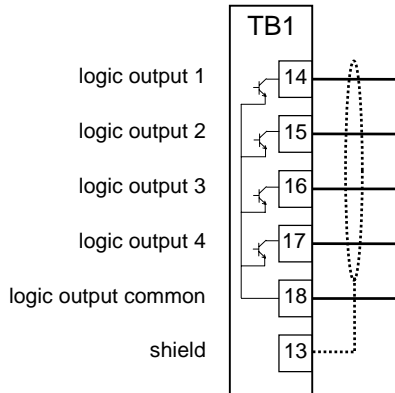 TB1
logic output 1 14
logic output 2 15
logic output 3 16
logic output 4 17
logic output common 18
shield 13